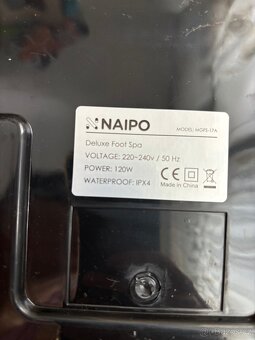 NAIPO
MODEL: MGFS-17A
Deluxe Foot Spa
VOLTAGE: 220-240v / 50 Hz
POWER: 120W
WATERPROOF: IPX4
CE
Made in China